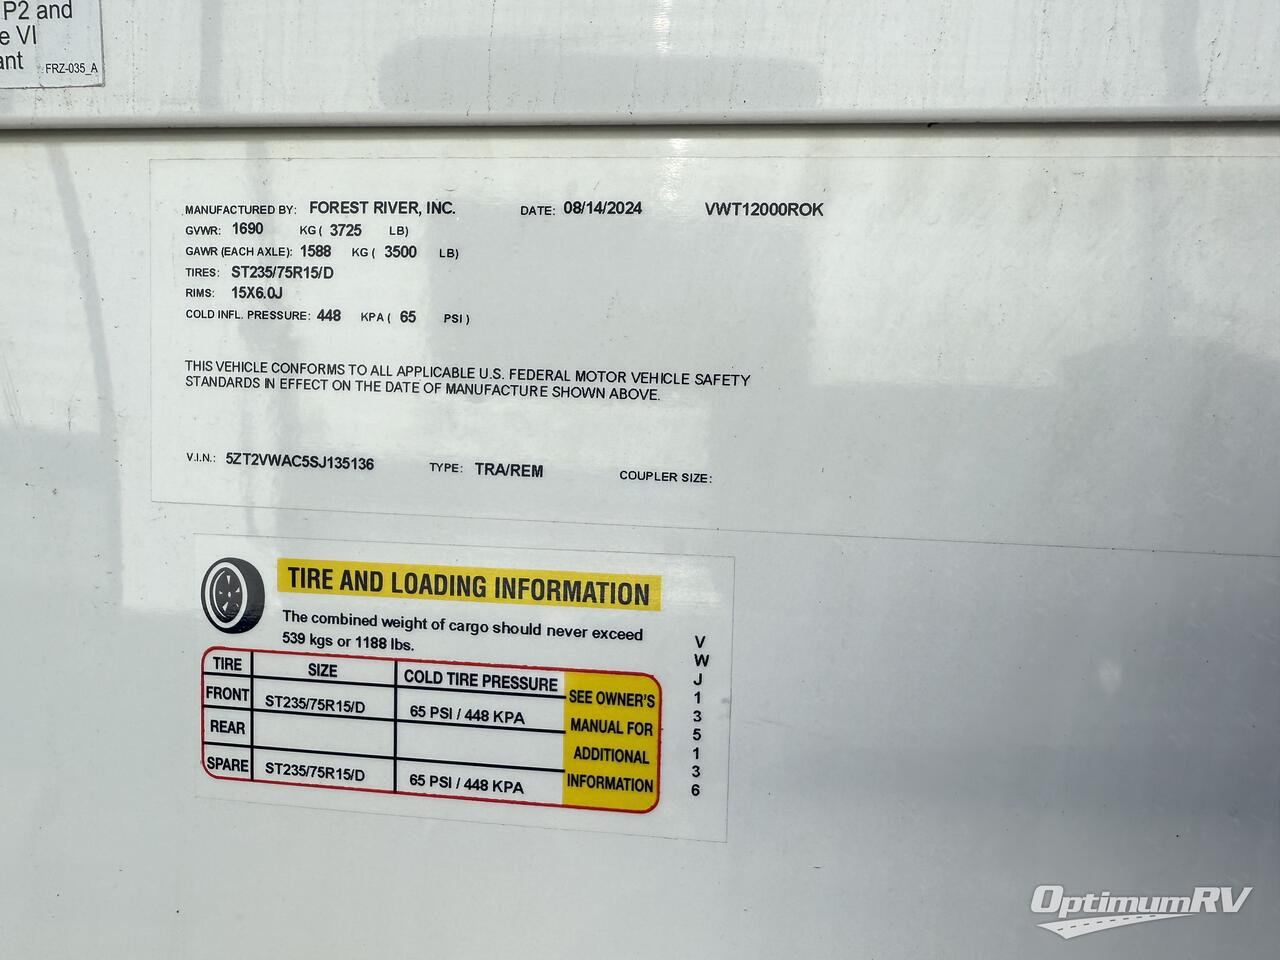 P2 and
e VI
ant FRZ-035_A
MANUFACTURED BY: FOREST RIVER, INC. DATE: 08/14/2024 VWT12000ROK
GVWR: 1690 KG ( 3725 LB)
GAWR (EACH AXLE): 1588 KG ( 3500 LB)
TIRES: ST235/75R15/D
RIMS: 15X6.0J
COLD INFL. PRESSURE: 448 KPA ( 65 PSI )
THIS VEHICLE CONFORMS TO ALL APPLICABLE U.S. FEDERAL MOTOR VEHICLE SAFETY
STANDARDS IN EFFECT ON THE DATE OF MANUFACTURE SHOWN ABOVE.
V.I.N.: 5ZT2VWAC5SJ135136 TYPE: TRA/REM COUPLER SIZE:
TIRE AND LOADING INFORMATION
The combined weight of cargo should never exceed
539 kgs or 1188 lbs.
TIRE SIZE COLD TIRE PRESSURE SEE OWNER'S
FRONT ST235/75R15/D 65 PSI / 448 KPA MANUAL FOR
REAR ADDITIONAL
SPARE ST235/75R15/D 65 PSI / 448 KPA INFORMATION
V
W
J
1
3
5
1
3
6
OptimumRV